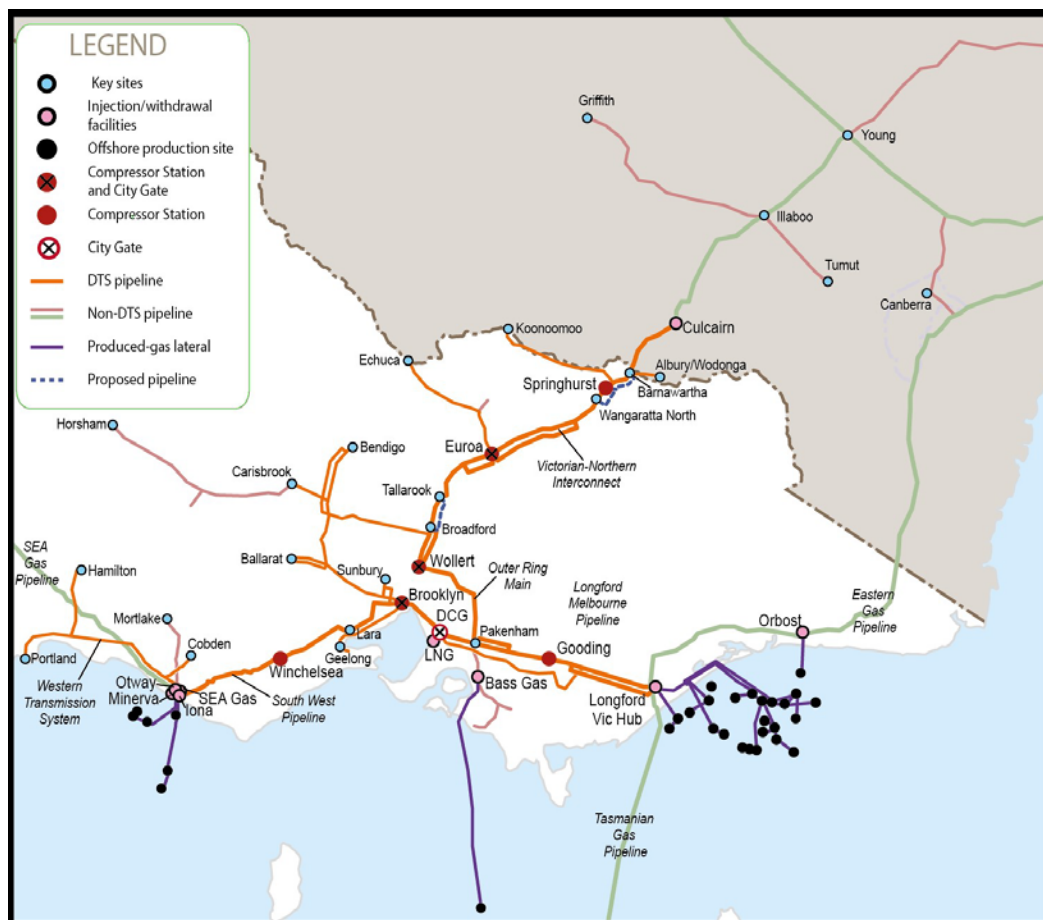 LEGEND
Key sites
Injection/withdrawal
facilities
Offshore production site
Compressor Station
and City Gate
Compressor Station
City Gate
DTS pipeline
Non-DTS pipeline
Produced-gas lateral
Proposed pipeline
Griffith
Young
Illaboo
Tumut
Canberra
Culcairn
Koonoomoo
Echuca
Albury/Wodonga
Springhurst
Barnawartha
Wangaratta North
Horsham
Bendigo
Euroa
Victorian-Northern
Interconnect
Carisbrook
Tallarook
Broadford
SEA
Gas
Pipeline
Hamilton
Ballarat
Sunbury
Wollert
Outer Ring
Main
Longford
Melbourne
Pipeline
Eastern
Gas
Pipeline
Brooklyn
DCG
Mortlake
Cobden
Lara
Geelong
LNG
Pakenham
Gooding
Orbost
Portland
Winchelsea
Western
Transmission
System
Otway
Minerva
SEA Gas
Iona
South West
Pipeline
Bass Gas
Longford
Vic Hub
Tasmanian
Gas
Pipeline